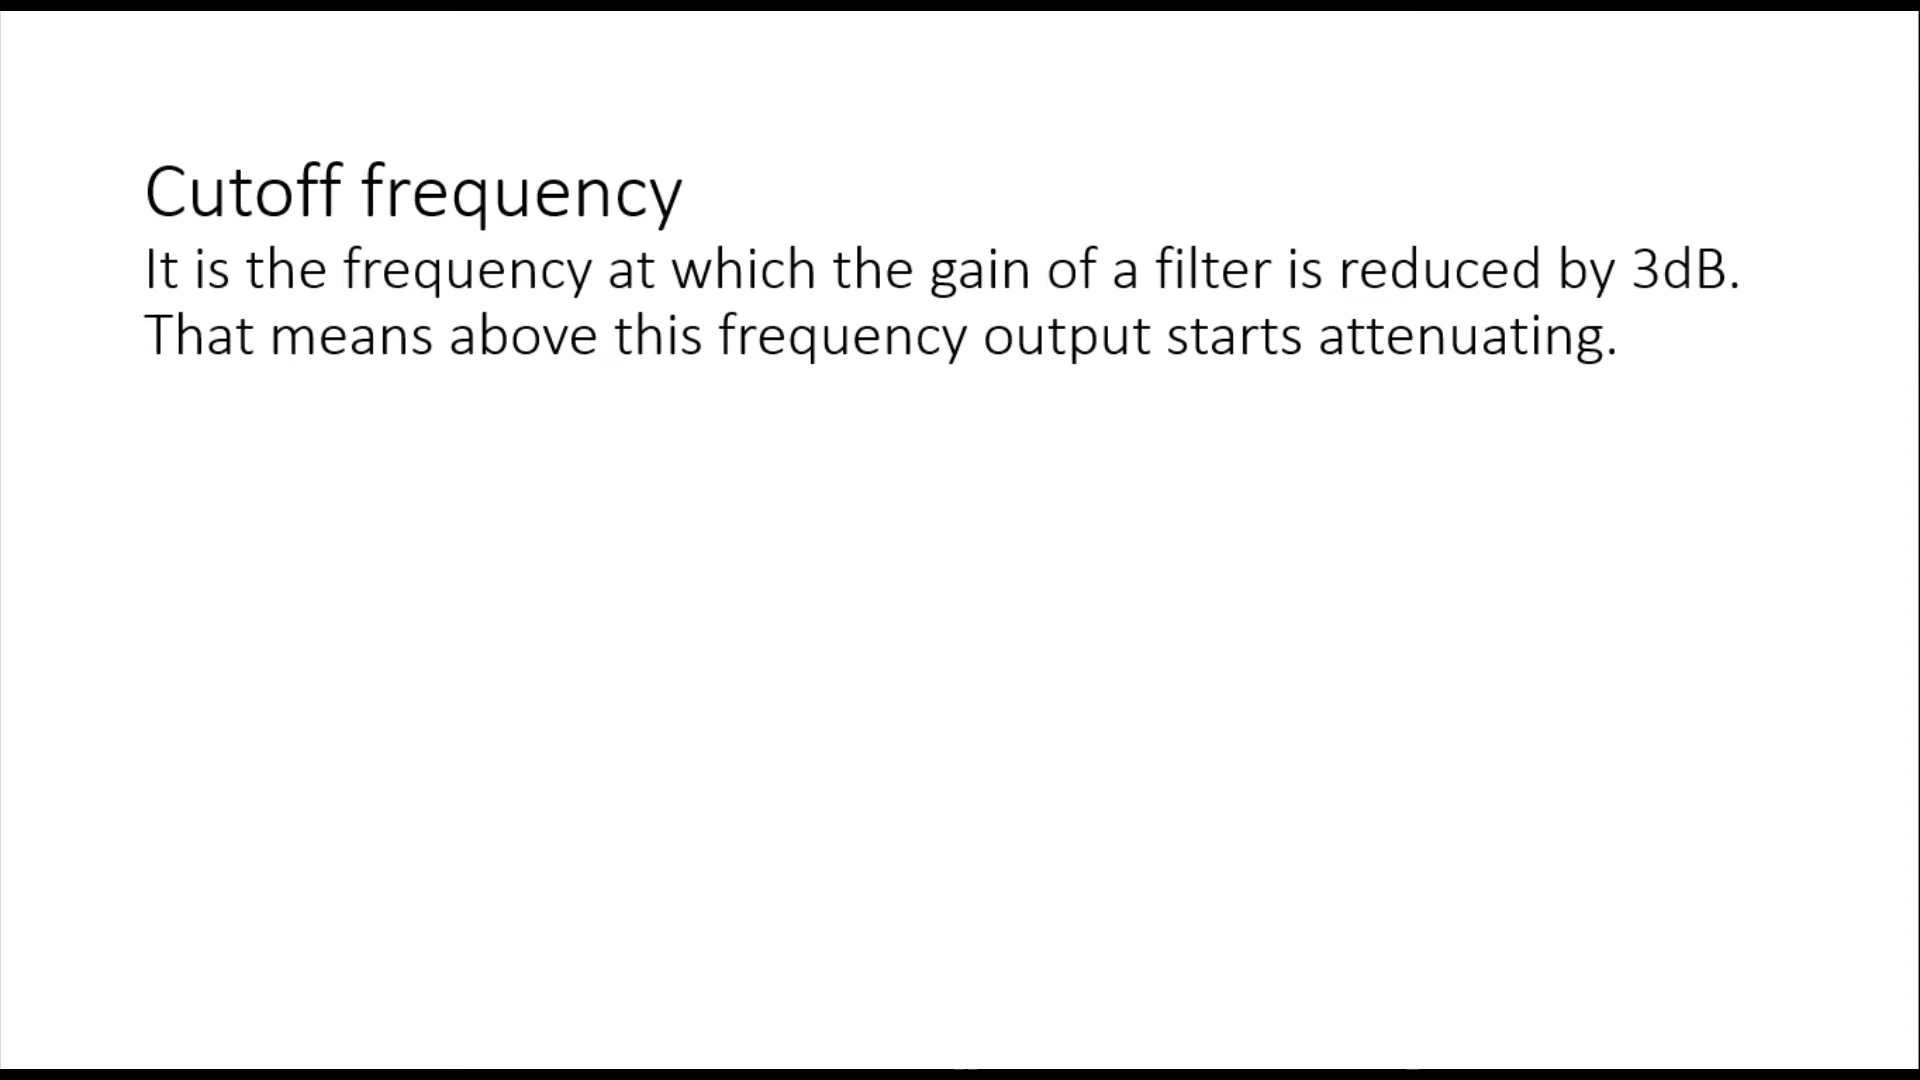 Cutoff frequency
It is the frequency at which the gain of a filter is reduced by 3dB.
That means above this frequency output starts attenuating.